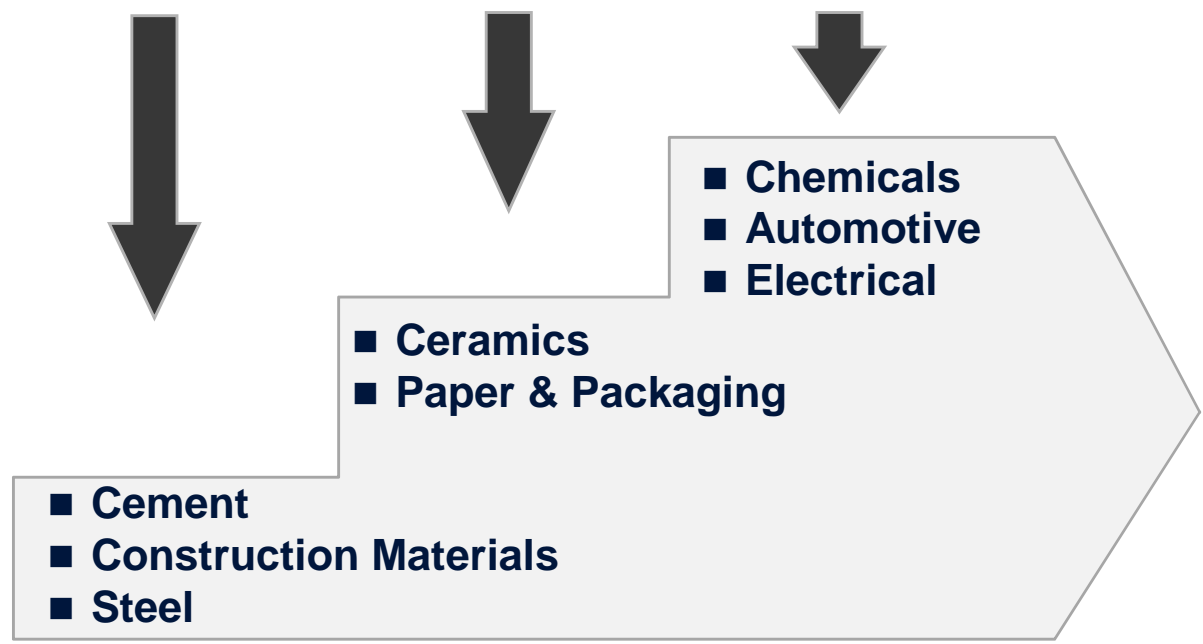 ■ Chemicals
■ Automotive
■ Electrical
■ Ceramics
■ Paper & Packaging
■ Cement
■ Construction Materials
■ Steel